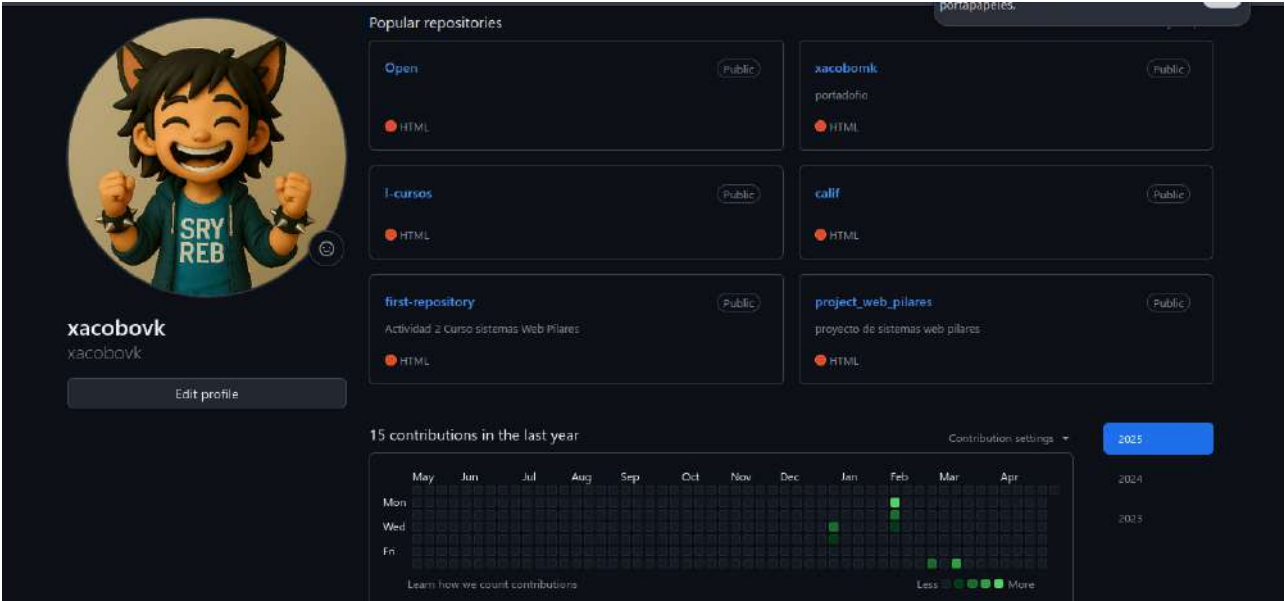 portapapeles.
Popular repositories
Open
Public
HTML
xacobomk
Public
portadofio
HTML
l-cursos
Public
HTML
calif
Public
HTML
first-repository
Public
Actividad 2 Curso sistemas Web Pilares
HTML
project_web_pilares
Public
proyecto de sistemas web pilares
HTML
SRY
REB
xacobovk
xacobovk
Edit profile
15 contributions in the last year
Contribution settings
2025
2024
2023
May Jun Jul Aug Sep Oct Nov Dec Jan Feb Mar Apr
Mon
Wed
Fri
Learn how we count contributions
Less
More